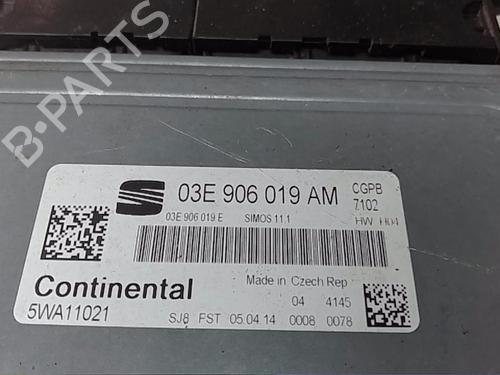 B-PARTS
03E 906 019 AM
CGPB
7102
03E 906 019 E SIMOS 11.1 HW H04
Continental
Made in Czech Rep
04 4145
5WA11021
SJ8 FST 05.04.14 0008 0078